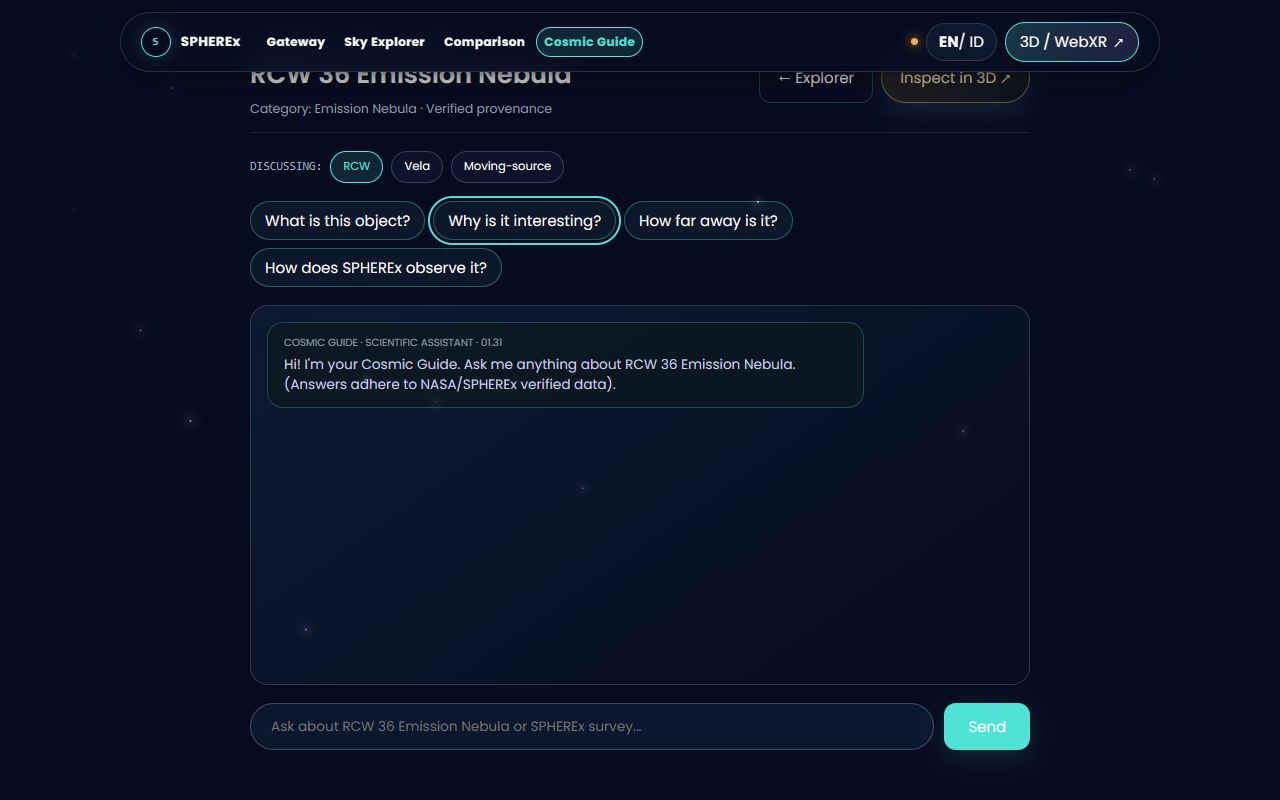 S SPHEREx Gateway Sky Explorer Comparison Cosmic Guide EN/ ID 3D / WebXR ↗
RCW 36 Emission Nebula ← Explorer Inspect in 3D ↗
Category: Emission Nebula · Verified provenance
DISCUSSING: RCW Vela Moving-source
What is this object? Why is it interesting? How far away is it?
How does SPHEREx observe it?
COSMIC GUIDE · SCIENTIFIC ASSISTANT · 01.31
Hi! I'm your Cosmic Guide. Ask me anything about RCW 36 Emission Nebula.
(Answers adhere to NASA/SPHEREx verified data).
Ask about RCW 36 Emission Nebula or SPHEREx survey... Send